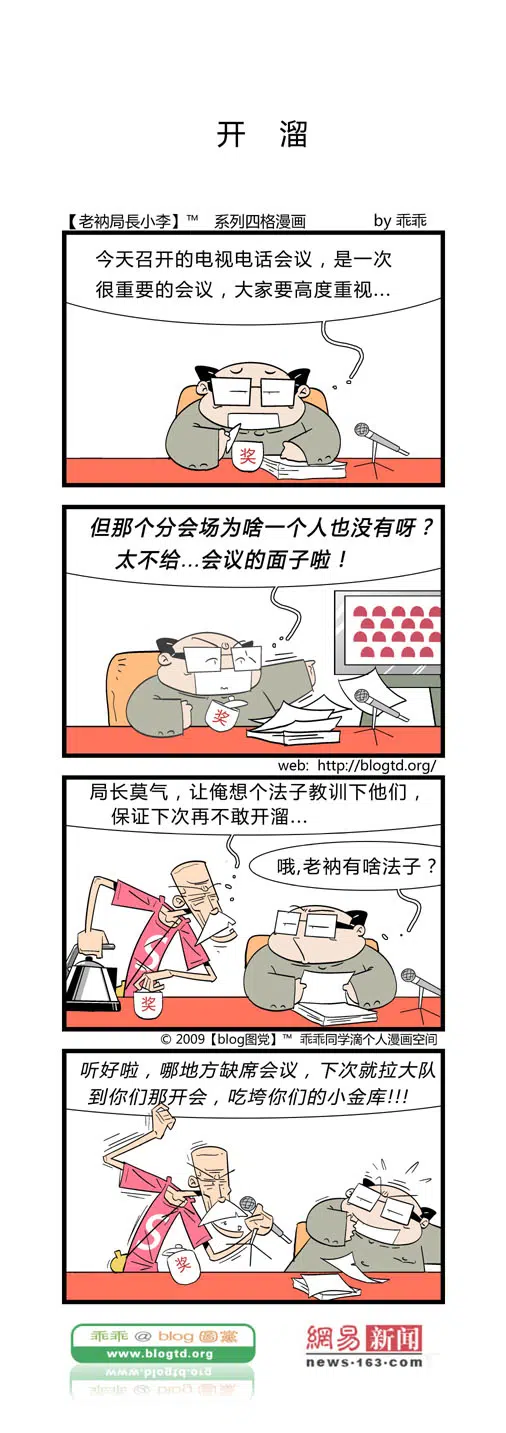 开 溜
【老衲局長小李】™ 系列四格漫画 by 乖乖
今天召开的电视电话会议，是一次
很重要的会议，大家要高度重视...
奖
但那个分会场为啥一个人也没有呀？
太不给...会议的面子啦！
奖
web: http://blogtd.org/
局长莫气，让俺想个法子教训下他们，
保证下次再不敢开溜...
哦,老衲有啥法子？
S
奖
© 2009【blog图党】™ 乖乖同学滴个人漫画空间
听好啦，哪地方缺席会议，下次就拉大队
到你们那开会，吃垮你们的小金库!!!
S
奖
乖乖@blog圖黨
www.blogtd.org
網易 新闻
news·163·com